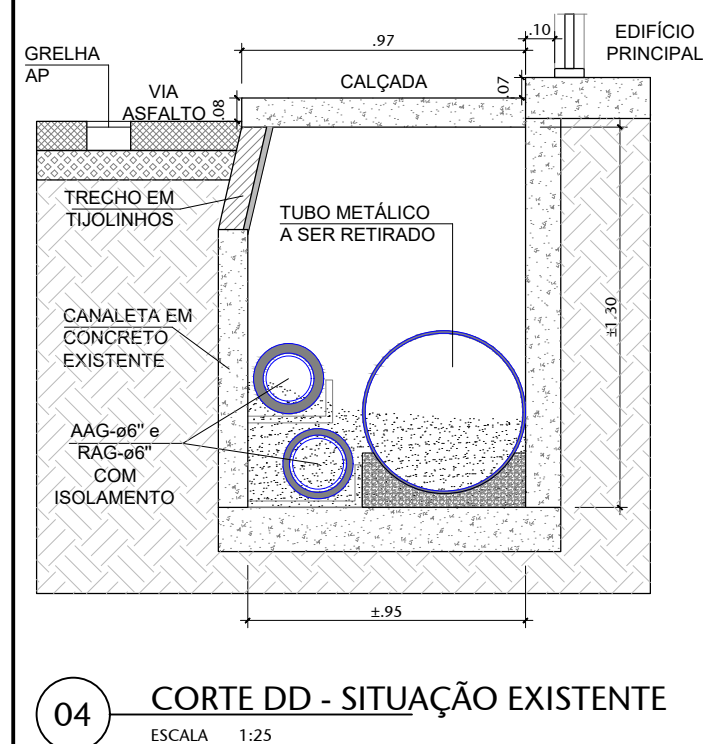 .97
.10
EDIFÍCIO
PRINCIPAL
GRELHA
AP
VIA
ASFALTO
.08
CALÇADA
.07
TRECHO EM
TIJOLINHOS
TUBO METÁLICO
A SER RETIRADO
CANALETA EM
CONCRETO
EXISTENTE
±1.30
AAG-ø6" e
RAG-ø6"
COM
ISOLAMENTO
±.95
04
CORTE DD - SITUAÇÃO EXISTENTE
ESCALA 1:25